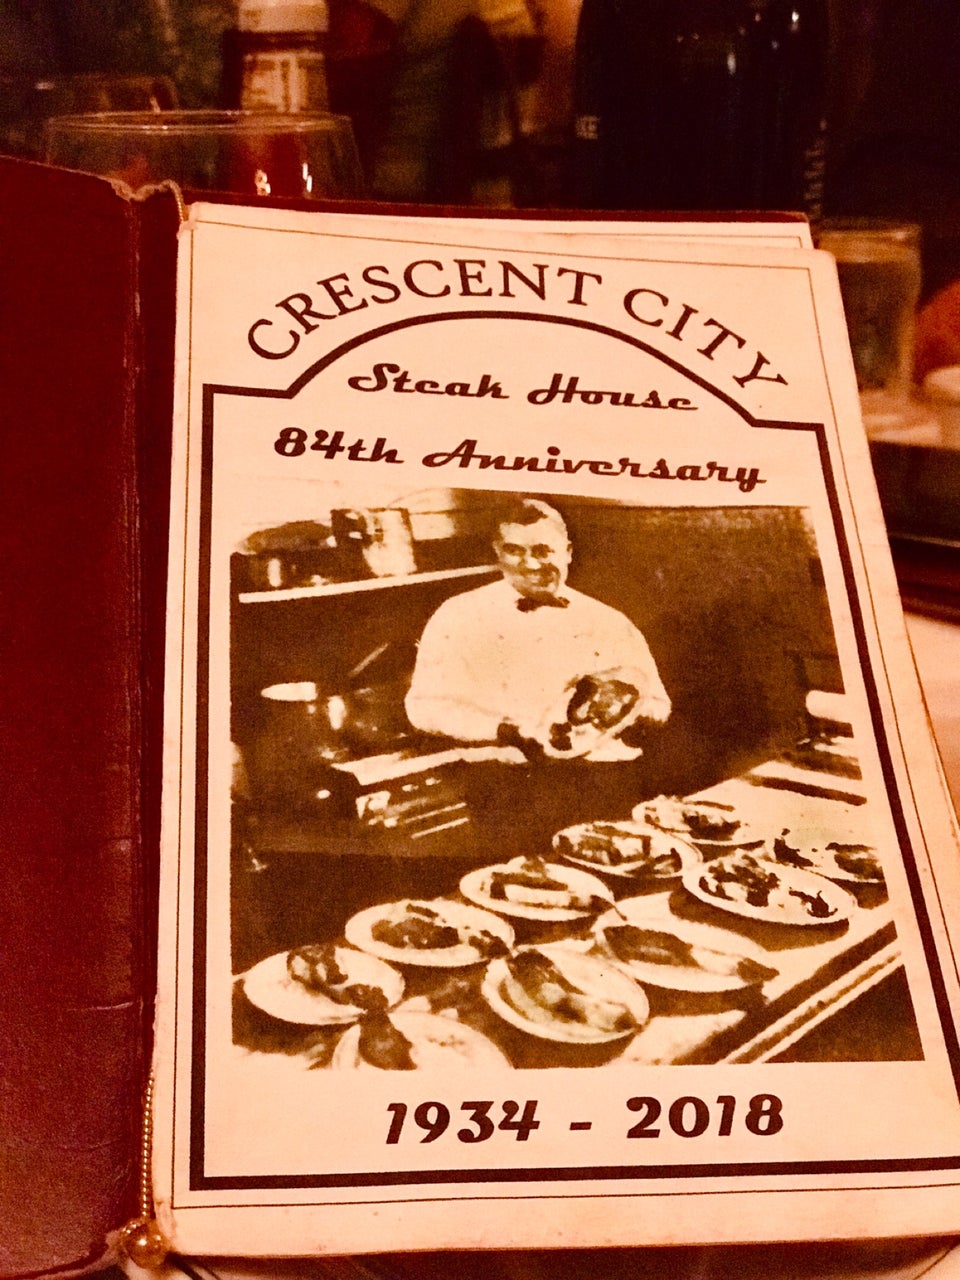 CRESCENT CITY
Steak House
84th Anniversary
1934 - 2018